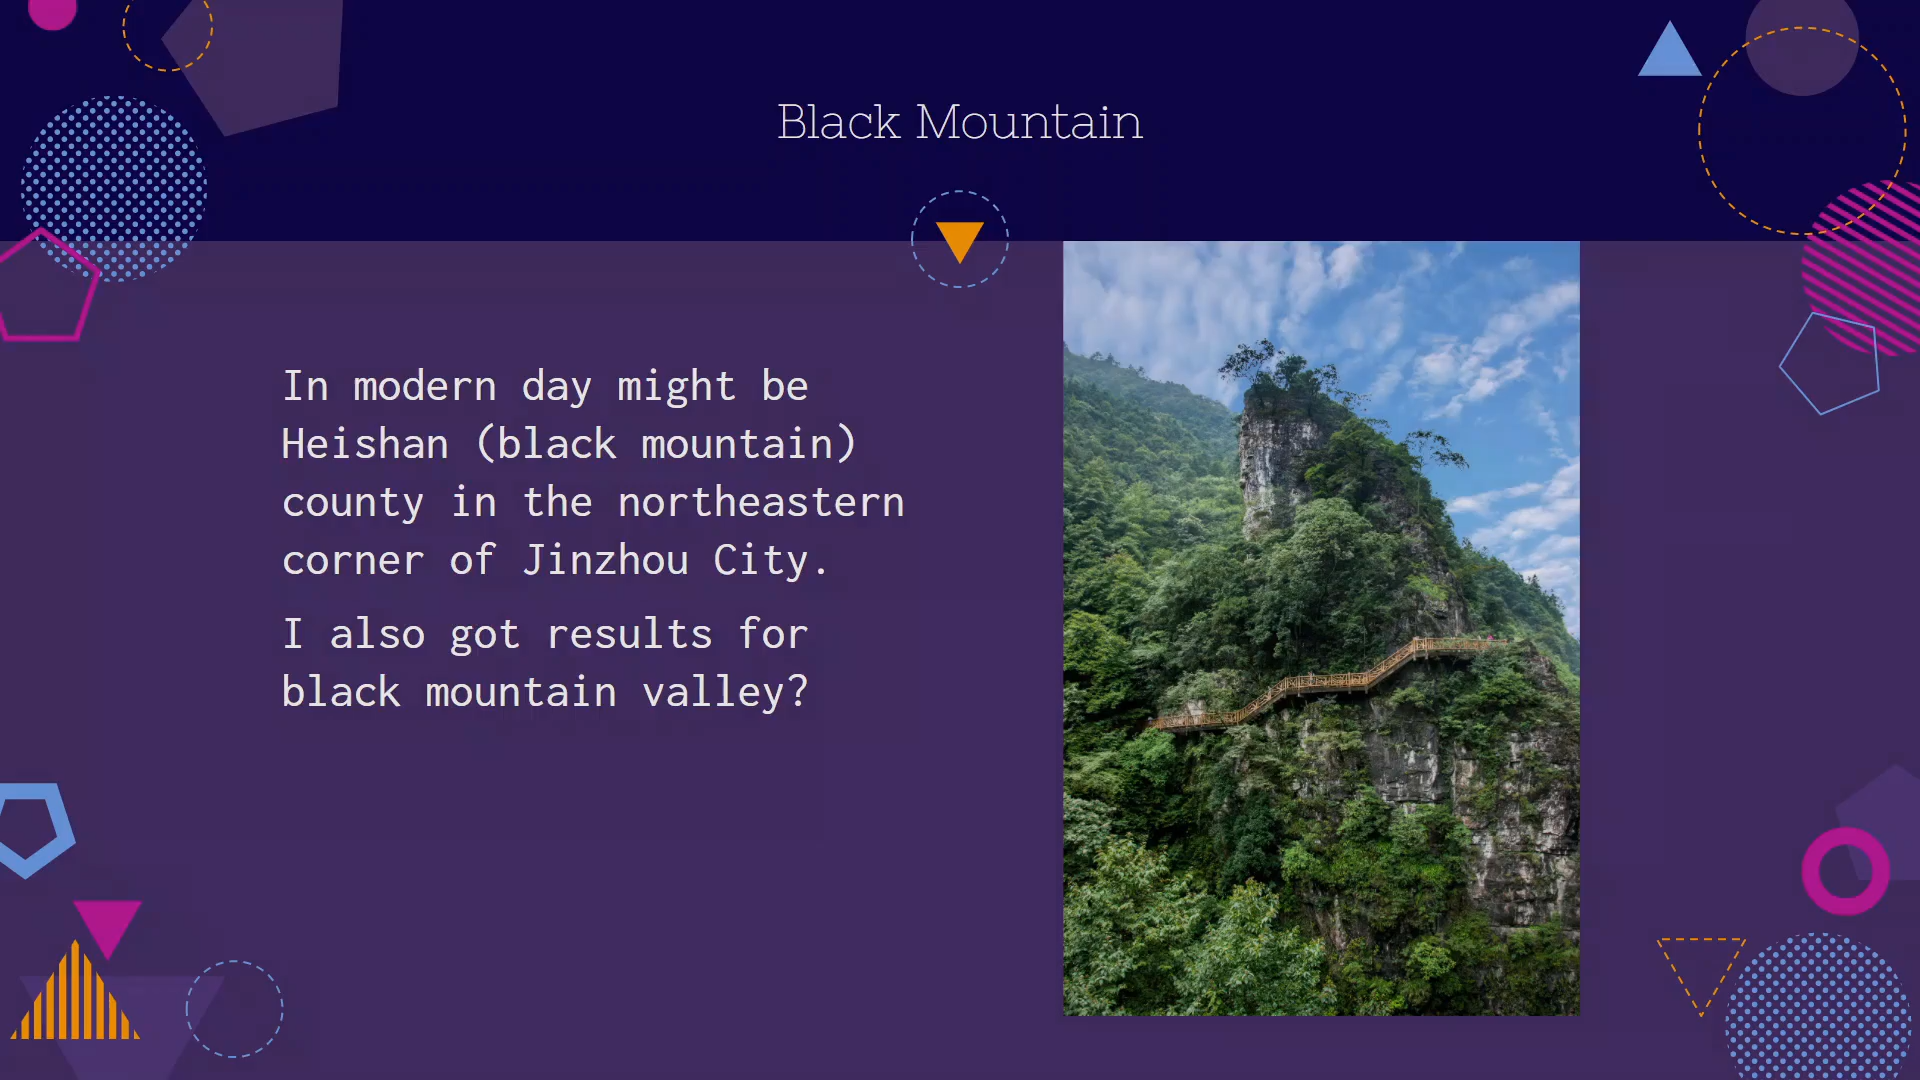 Black Mountain
In modern day might be
Heishan (black mountain)
county in the northeastern
corner of Jinzhou City.
I also got results for
black mountain valley?